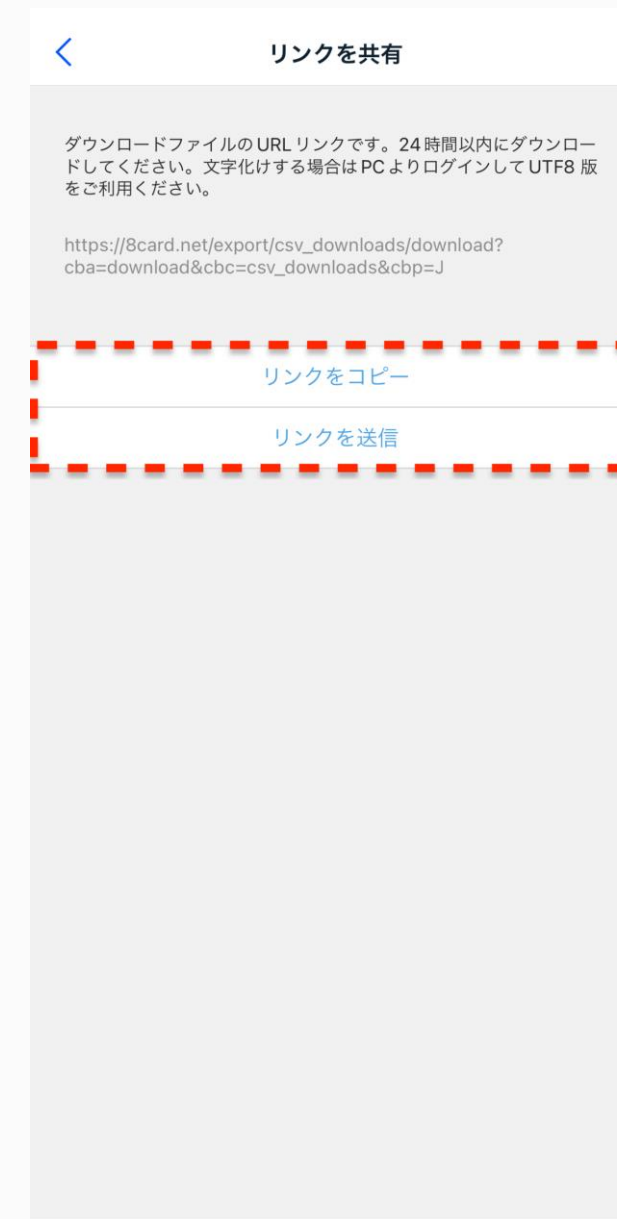 リンクを共有
ダウンロードファイルのURLリンクです。24時間以内にダウンロー
ドしてください。文字化けする場合はPCよりログインしてUTF8 版
をご利用ください。
https://8card.net/export/csv_downloads/download?
cba=download&cbc=csv_downloads&cbp=J
リンクをコピー
リンクを送信